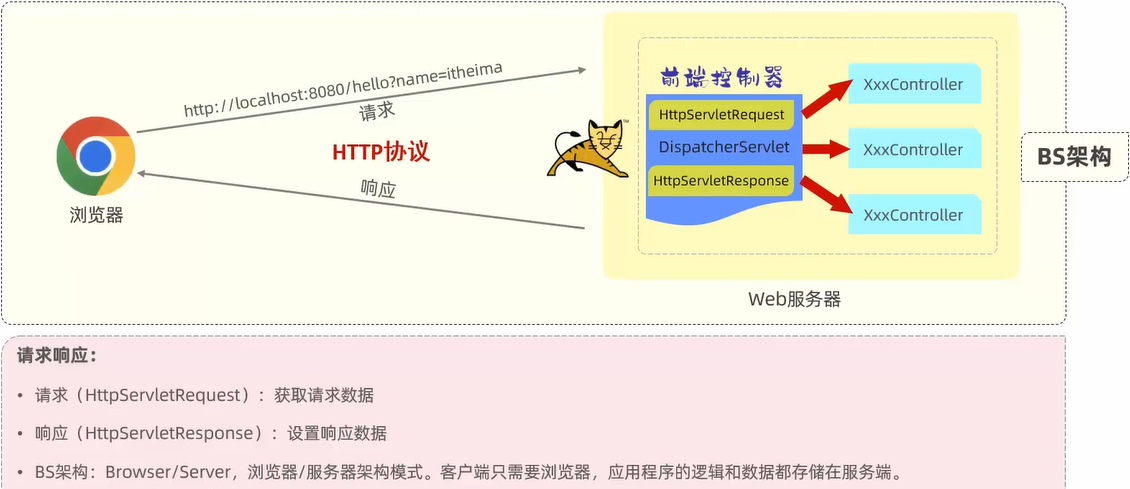 http://localhost:8080/hello?name=itheima
请求
HTTP协议
响应
浏览器
前端控制器
HttpServletRequest
DispatcherServlet
HttpServletResponse
XxxController
XxxController
XxxController
TM
Web服务器
BS架构
请求响应：
• 请求（HttpServletRequest）：获取请求数据
• 响应（HttpServletResponse）：设置响应数据
• BS架构：Browser/Server，浏览器/服务器架构模式。客户端只需要浏览器，应用程序的逻辑和数据都存储在服务端。